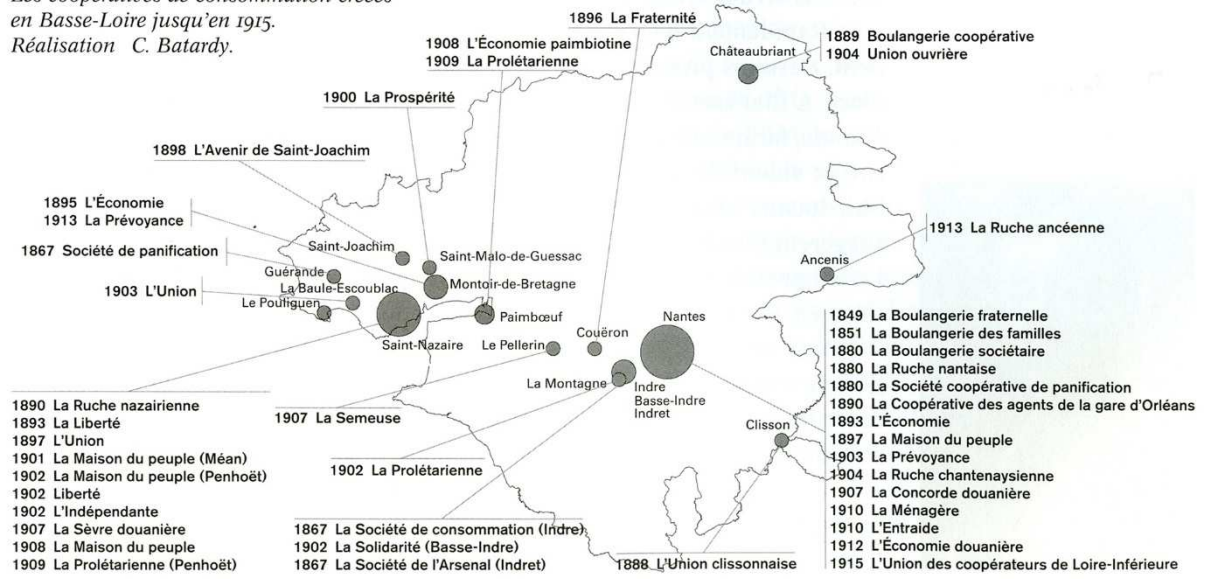 en Basse-Loire jusqu'en 1915.
Réalisation C. Batardy.
1896 La Fraternité
1908 L'Économie paimbiotine
1909 La Prolétarienne
1889 Boulangerie coopérative
1904 Union ouvrière
Châteaubriant
1900 La Prospérité
1898 L'Avenir de Saint-Joachim
1895 L'Économie
1913 La Prévoyance
1867 Société de panification
1903 L'Union
1913 La Ruche ancéenne
Ancenis
Saint-Joachim
Saint-Malo-de-Guessac
Guérande
La Baule-Escoublac
Montoir-de-Bretagne
Le Pouliguen
Paimbœuf
Saint-Nazaire
Le Pellerin
Couëron
Nantes
La Montagne
Indre
Basse-Indre
Indret
Clisson
1890 La Ruche nazairienne
1893 La Liberté
1897 L'Union
1901 La Maison du peuple (Méan)
1902 La Maison du peuple (Penhoët)
1902 Liberté
1902 L'Indépendante
1907 La Sèvre douanière
1908 La Maison du peuple
1909 La Prolétarienne (Penhoët)
1907 La Semeuse
1902 La Prolétarienne
1867 La Société de consommation (Indre)
1902 La Solidarité (Basse-Indre)
1867 La Société de l'Arsenal (Indret)
1888 L'Union clissonnaise
1849 La Boulangerie fraternelle
1851 La Boulangerie des familles
1880 La Boulangerie sociétaire
1880 La Ruche nantaise
1880 La Société coopérative de panification
1890 La Coopérative des agents de la gare d'Orléans
1893 L'Économie
1897 La Maison du peuple
1903 La Prévoyance
1904 La Ruche chantenaysienne
1907 La Concorde douanière
1910 La Ménagère
1910 L'Entraide
1912 L'Économie douanière
1915 L'Union des coopérateurs de Loire-Inférieure